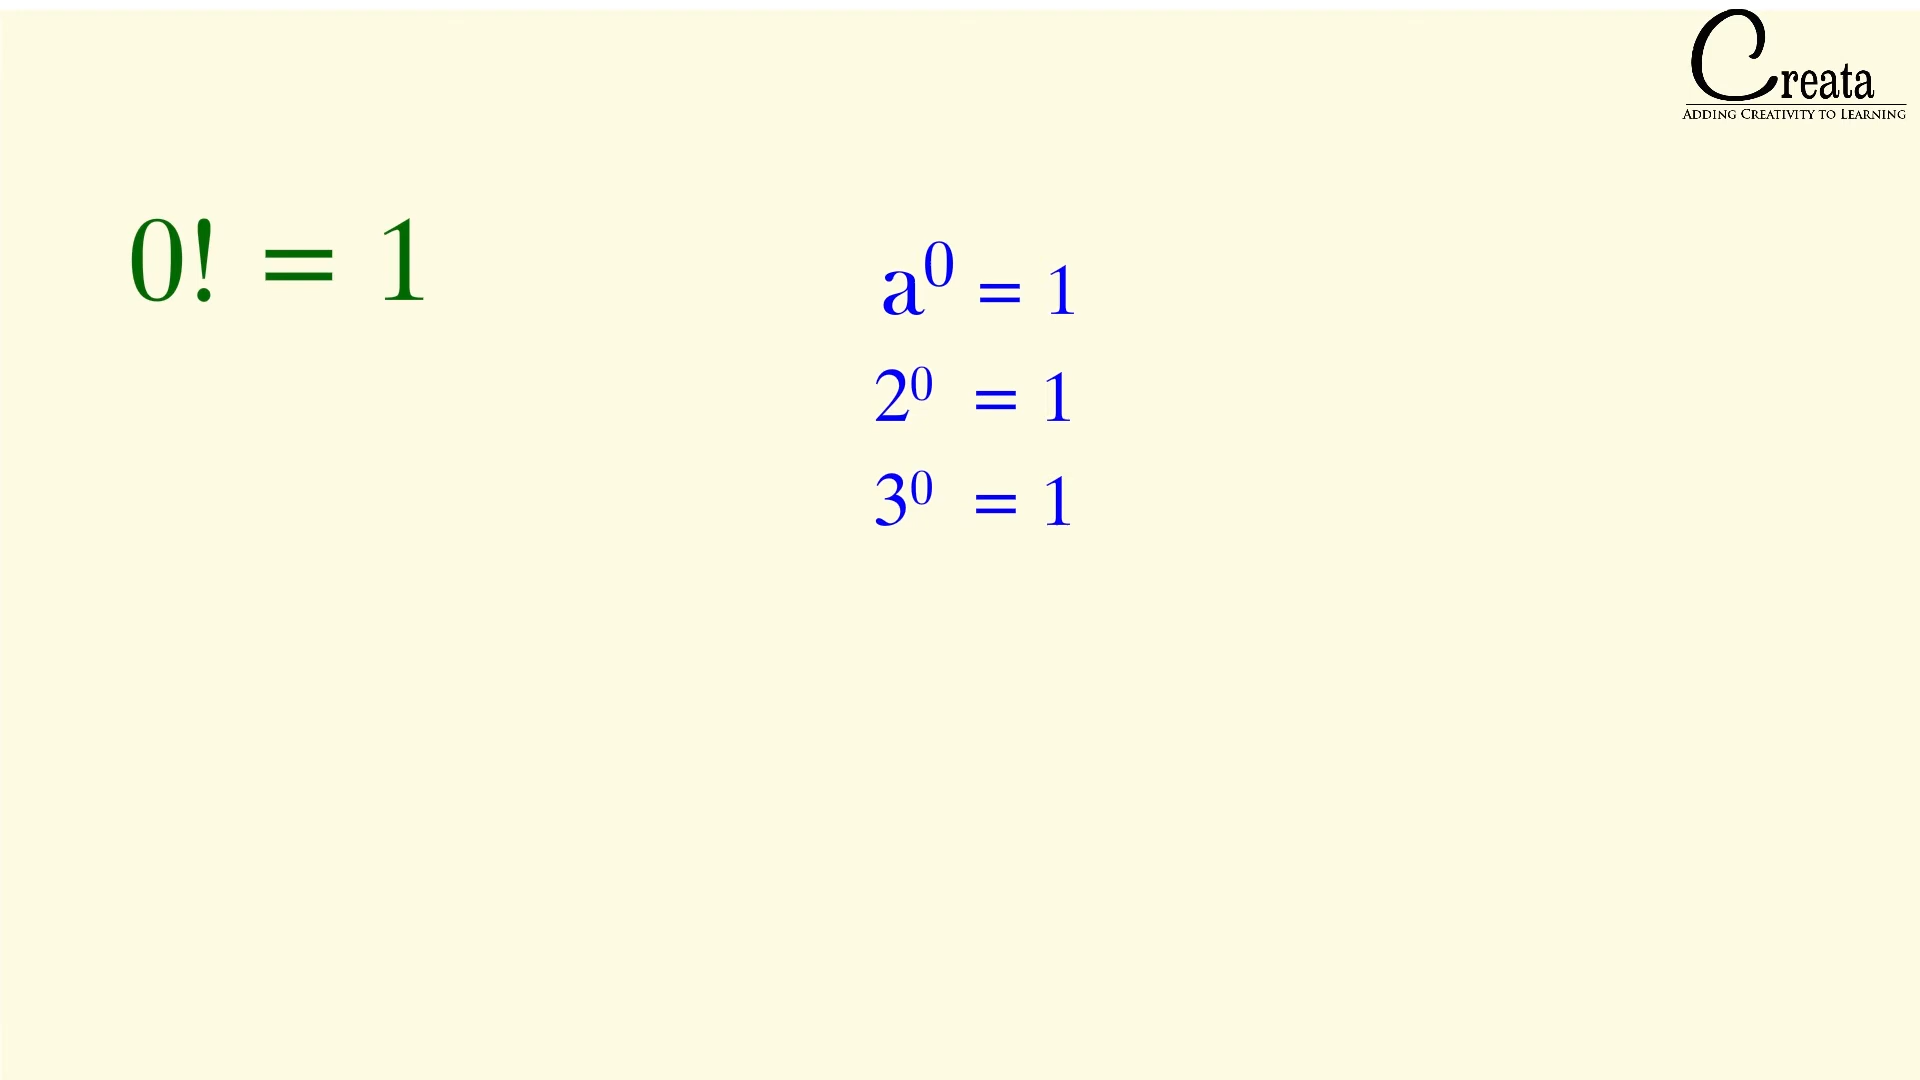 Creata
Adding Creativity to Learning
0! = 1
a⁰ = 1
2⁰ = 1
3⁰ = 1